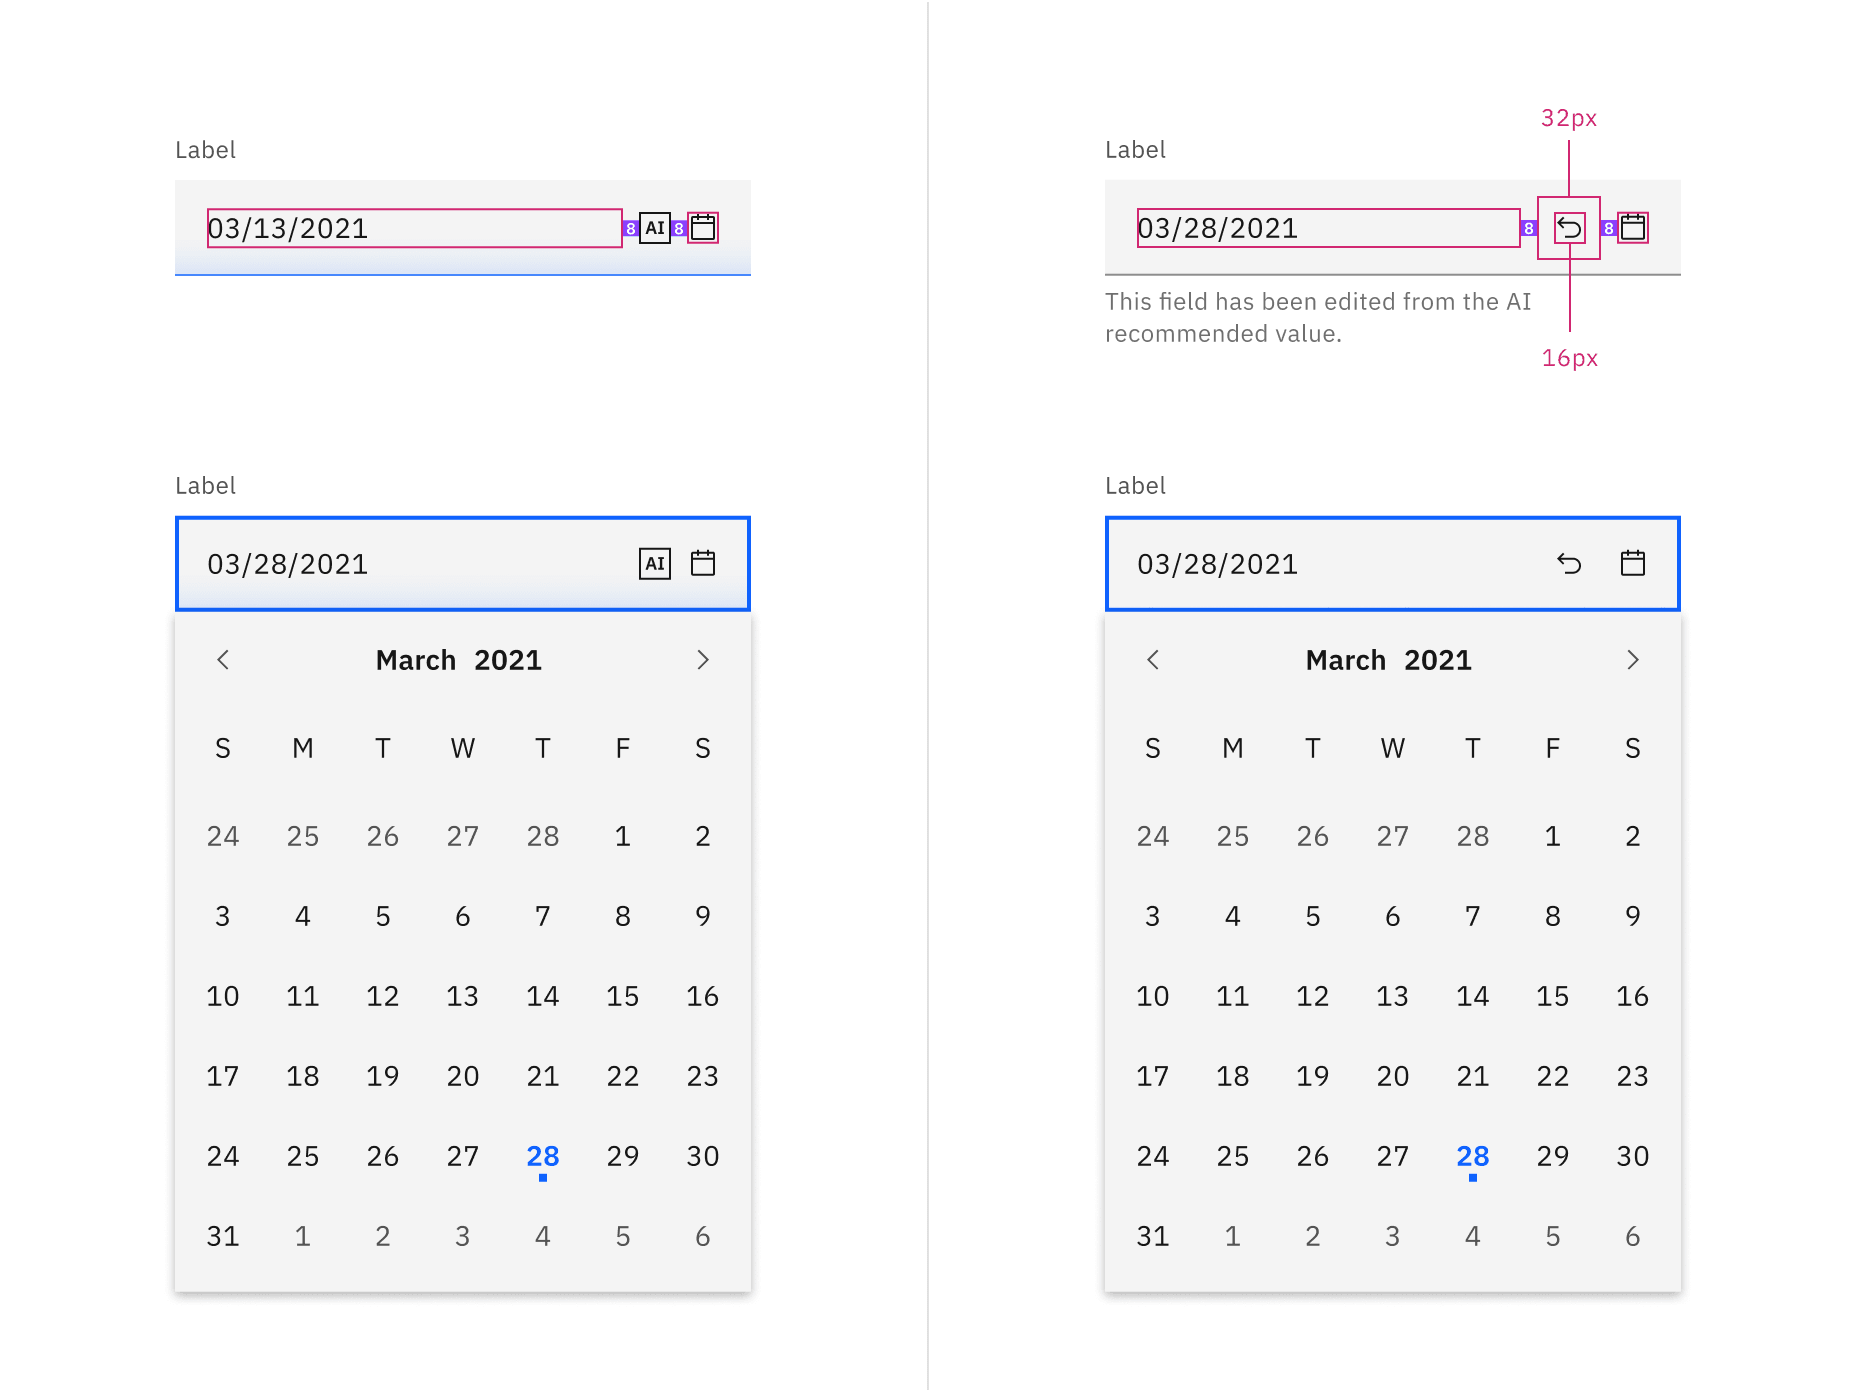 Label
03/13/2021 8 AI 8
Label
03/28/2021 AI
March 2021
S M T W T F S
24 25 26 27 28 1 2
3 4 5 6 7 8 9
10 11 12 13 14 15 16
17 18 19 20 21 22 23
24 25 26 27 28 29 30
31 1 2 3 4 5 6
32px
Label
03/28/2021 8 8
This field has been edited from the AI
recommended value.
16px
Label
03/28/2021
March 2021
S M T W T F S
24 25 26 27 28 1 2
3 4 5 6 7 8 9
10 11 12 13 14 15 16
17 18 19 20 21 22 23
24 25 26 27 28 29 30
31 1 2 3 4 5 6